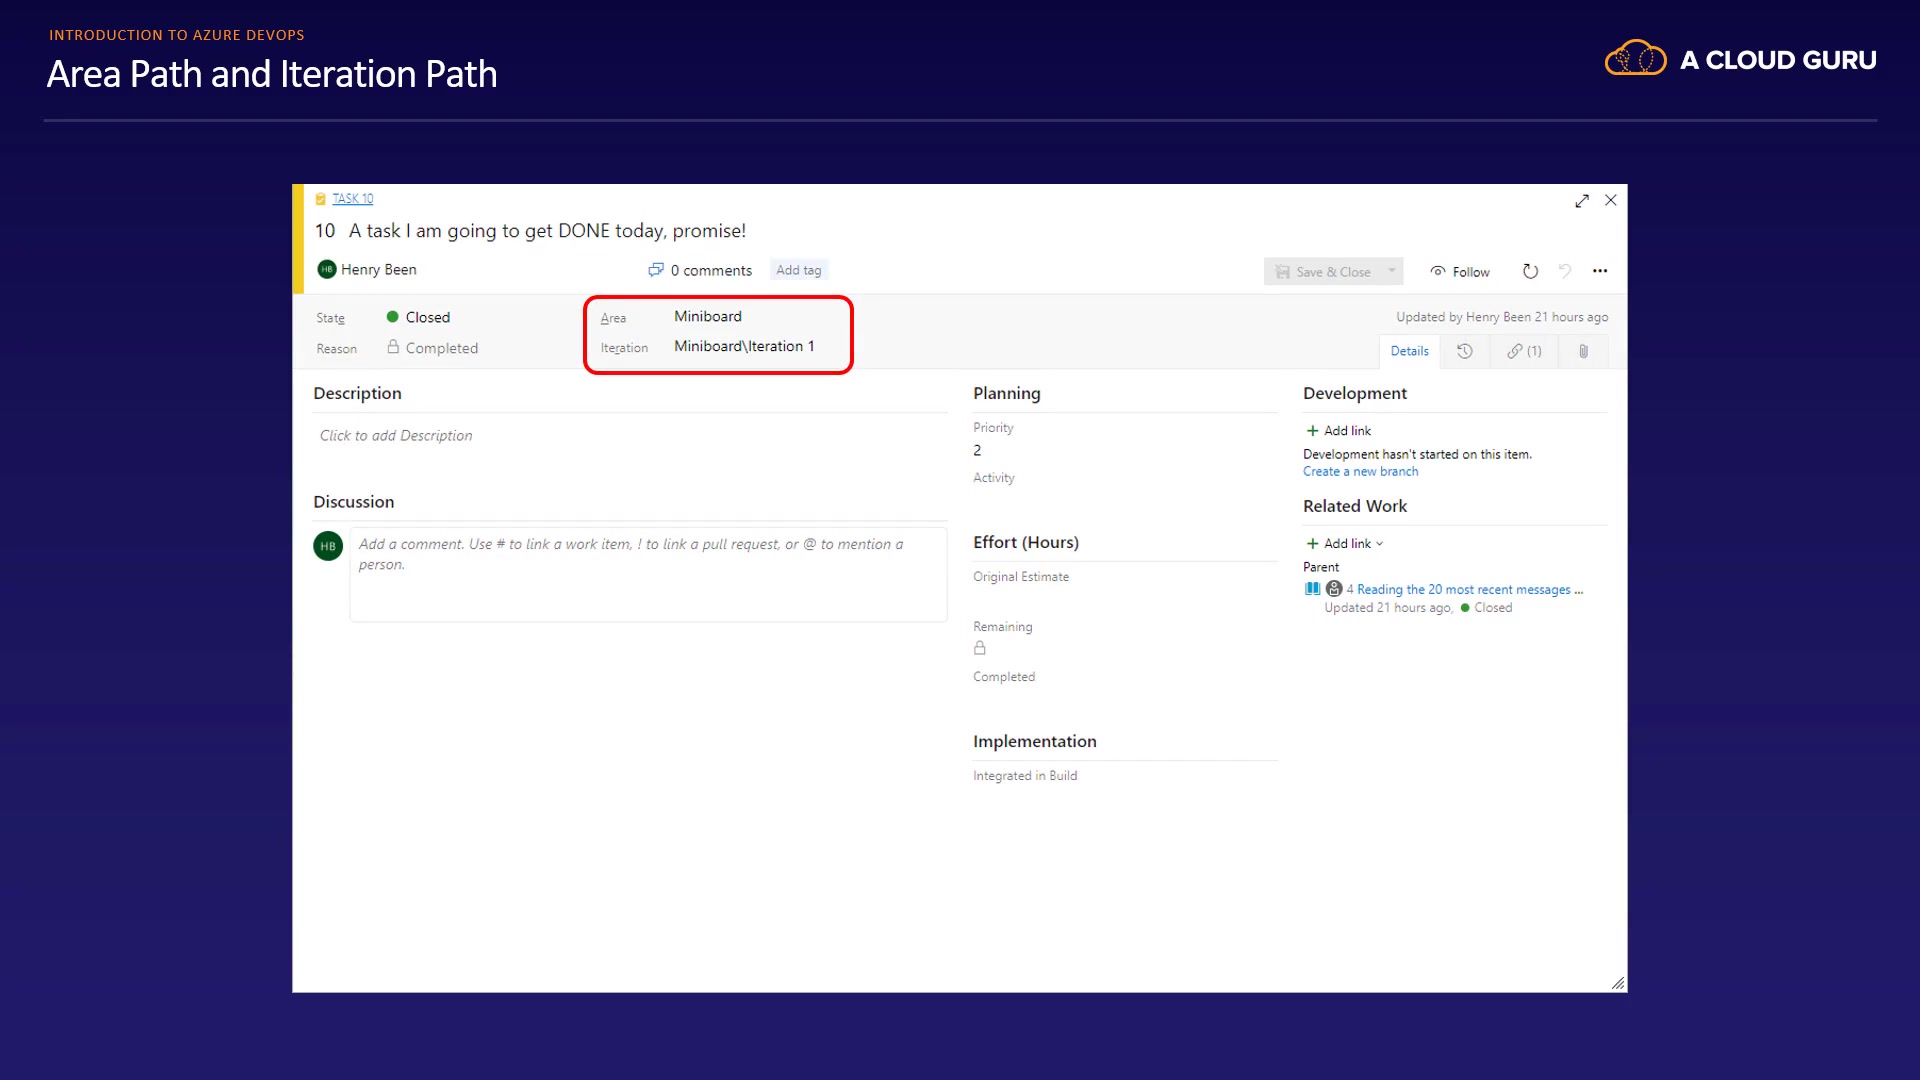 INTRODUCTION TO AZURE DEVOPS
Area Path and Iteration Path
A CLOUD GURU
TASK 10
10 A task I am going to get DONE today, promise!
HB Henry Been
0 comments
Add tag
Save & Close
Follow
State
Closed
Reason
Completed
Area
Miniboard
Iteration
Miniboard\Iteration 1
Updated by Henry Been 21 hours ago
Details
(1)
Description
Click to add Description
Discussion
HB
Add a comment. Use # to link a work item, ! to link a pull request, or @ to mention a
person.
Planning
Priority
2
Activity
Effort (Hours)
Original Estimate
Remaining
Completed
Implementation
Integrated in Build
Development
+ Add link
Development hasn't started on this item.
Create a new branch
Related Work
+ Add link
Parent
4 Reading the 20 most recent messages ...
Updated 21 hours ago, Closed